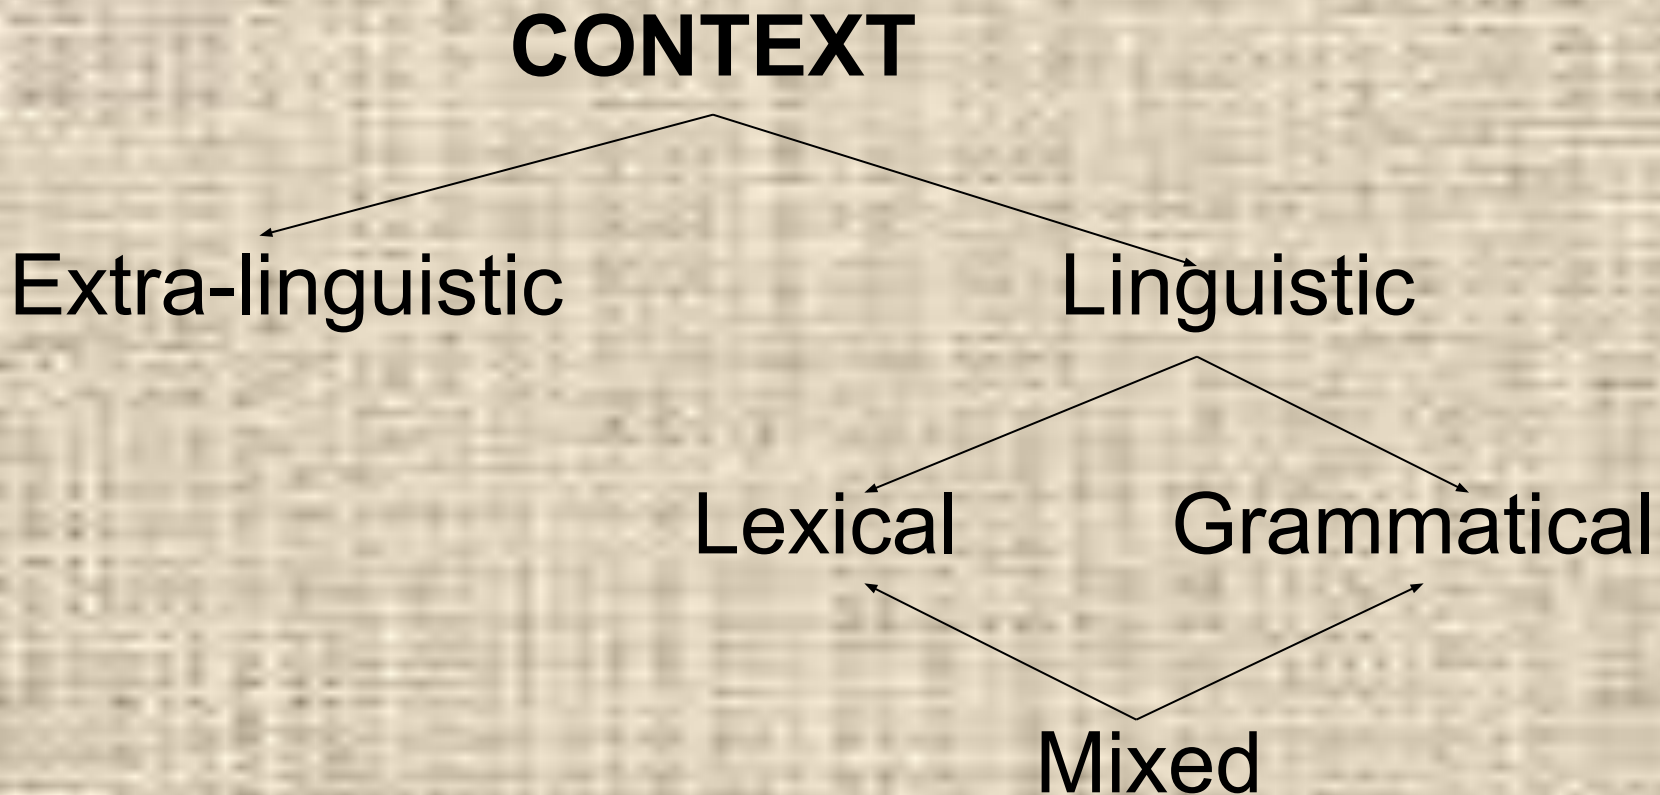 CONTEXT
Extra-linguistic
Linguistic
Lexical
Grammatical
Mixed